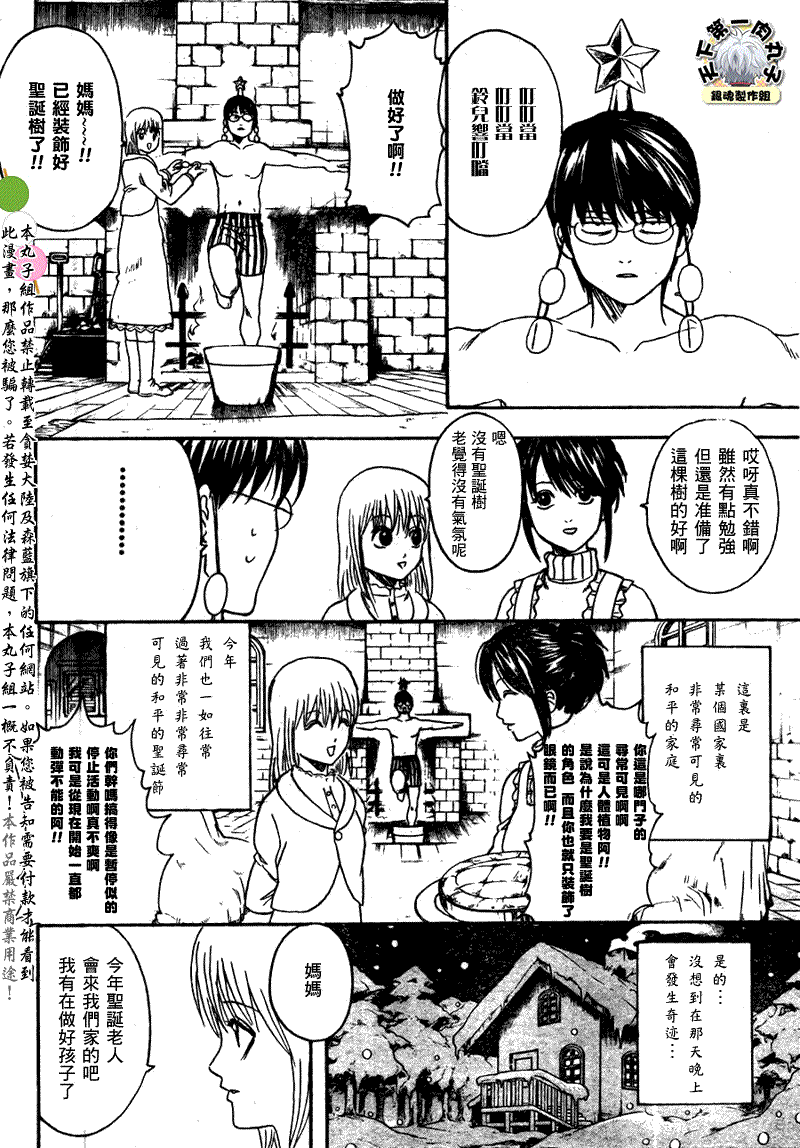 天下第一肉丸子
銀魂製作組
叮叮當
叮叮當
鈴兒響叮噹
做好了啊!!
媽媽~~!!
已經裝飾好
聖誕樹了!!
哎呀真不錯啊
雖然有點勉強
但還是准備了
這棵樹的好啊
嗯
沒有聖誕樹
老覺得沒有氣氛呢
………
這裏是
某個國家裏
非常尋常可見的
和平的家庭
你這是哪門子的
尋常可見啊啊
這可是人體植物阿!!
是說為什麼我要是聖誕樹
的角色 而且你也就只裝飾了
眼鏡而已啊!!
今年
我們也一如往常
過著非常非常尋常
可見的和平的聖誕節
你們幹嗎搞得像是暫停似的
停止活動啊真不爽啊
我可是從現在開始一直都
動彈不能的阿!!
是的…
沒想到在那天晚上
會發生奇迹…
媽媽
今年聖誕老人
會來我們家的吧
我有在做好孩子了
本丸子組作品禁止轉載至貪婪大陸及森藍旗下的任何網站。如果您被告知需要付款才能看到
此漫畫,那麼您被騙了。若發生任何法律問題,本丸子組一概不負責!本作品嚴禁商業用途!